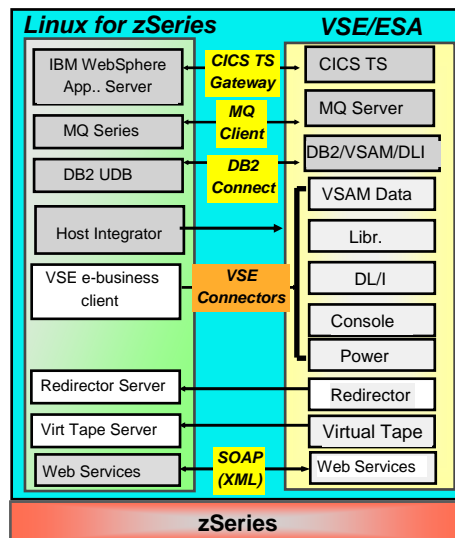 Linux for zSeries
VSE/ESA
IBM WebSphere
App.. Server
CICS TS
Gateway
CICS TS
MQ Series
MQ
Client
MQ Server
DB2 UDB
DB2
Connect
DB2/VSAM/DLI
Host Integrator
VSE e-business
client
VSE
Connectors
VSAM Data
Libr.
DL/I
Console
Power
Redirector Server
Redirector
Virt Tape Server
Virtual Tape
Web Services
SOAP
(XML)
Web Services
zSeries